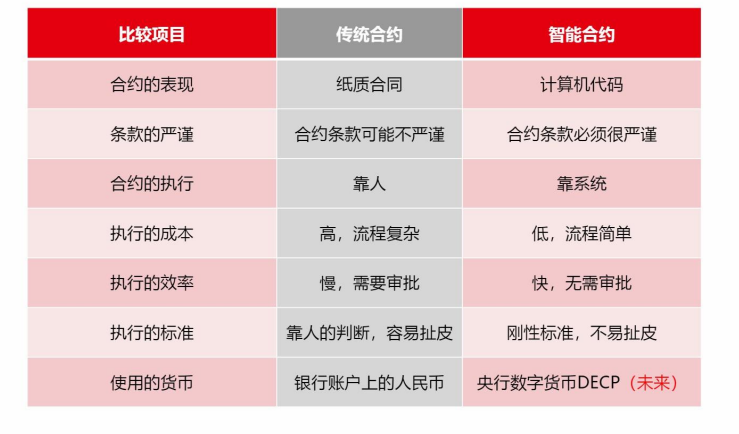 比较项目 传统合约 智能合约
合约的表现 纸质合同 计算机代码
条款的严谨 合约条款可能不严谨 合约条款必须很严谨
合约的执行 靠人 靠系统
执行的成本 高，流程复杂 低，流程简单
执行的效率 慢，需要审批 快，无需审批
执行的标准 靠人的判断，容易扯皮 刚性标准，不易扯皮
使用的货币 银行账户上的人民币 央行数字货币DECP（未来）